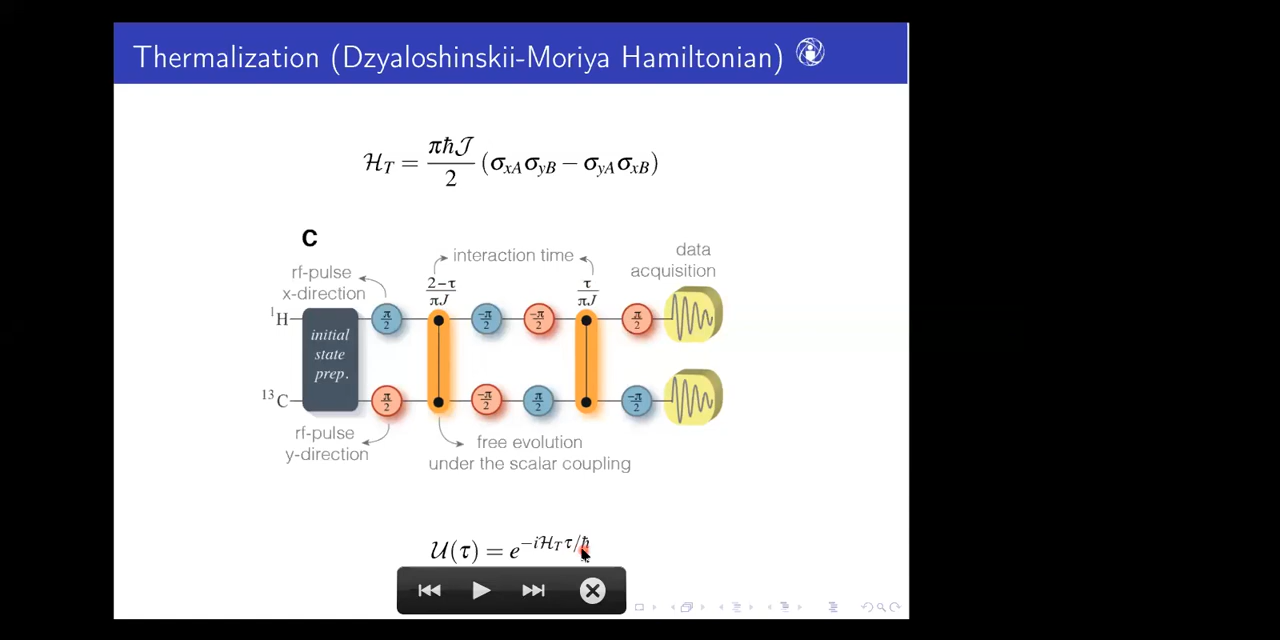 Thermalization (Dzyaloshinskii-Moriya Hamiltonian)
ℋ_T = πħ𝒥/2 (σ_xA σ_yB − σ_yA σ_xB)
C
data
acquisition
interaction time
rf-pulse
x-direction
2-τ/πJ
τ/πJ
¹H
π/2
-π/2
-π/2
π/2
initial
state
prep.
¹³C
π/2
-π/2
π/2
-π/2
rf-pulse
y-direction
free evolution
under the scalar coupling
𝒰(τ) = e^{−iℋ_T τ/ħ}